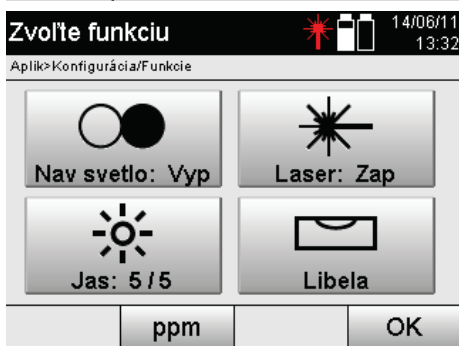 Zvoľte funkciu
14/06/11
13:32
Aplik>Konfigurácia/Funkcie
Nav svetlo: Vyp
Laser: Zap
Jas: 5/5
Libela
ppm
OK